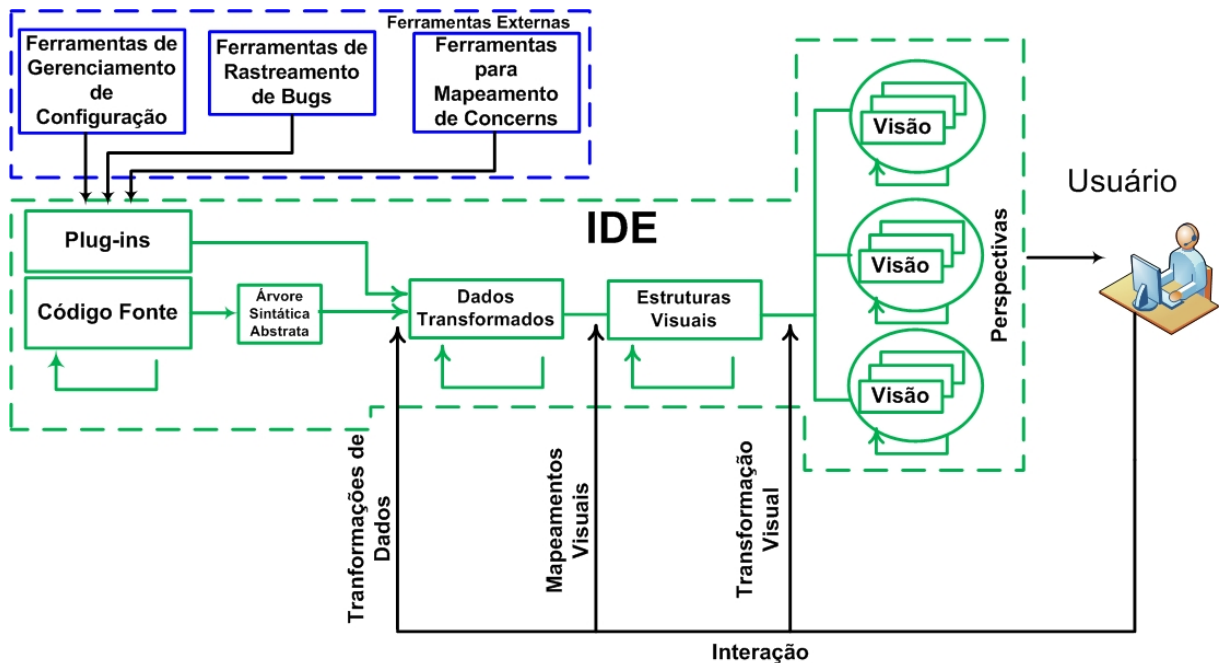 Ferramentas Externas
Ferramentas de
Gerenciamento
de
Configuração
Ferramentas de
Rastreamento
de Bugs
Ferramentas
para
Mapeamento
de Concerns
IDE
Plug-ins
Código Fonte
Árvore
Sintática
Abstrata
Dados
Transformados
Estruturas
Visuais
Visão
Visão
Visão
Perspectivas
Usuário
Tranformações de
Dados
Mapeamentos
Visuais
Transformação
Visual
Interação